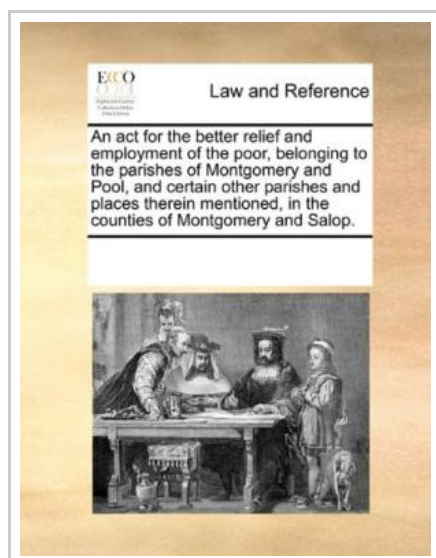 ECCO
Law and Reference
An act for the better relief and
employment of the poor, belonging to
the parishes of Montgomery and
Pool, and certain other parishes and
places therein mentioned, in the
counties of Montgomery and Salop.